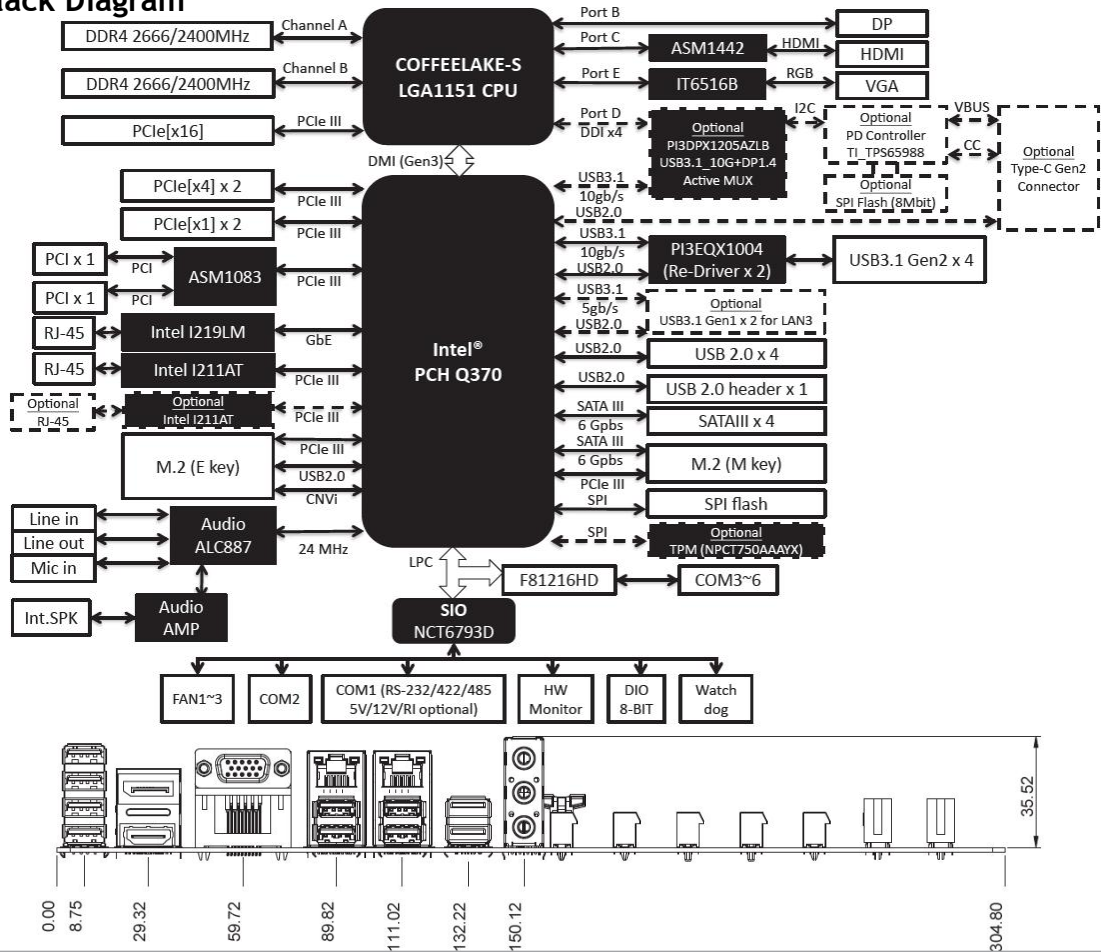 ack Diagram
DDR4 2666/2400MHz
Channel A
DDR4 2666/2400MHz
Channel B
PCIe[x16]
PCIe III
COFFEELAKE-S
LGA1151 CPU
Port B
DP
Port C
ASM1442
HDMI
HDMI
Port E
IT6516B
RGB
VGA
Port D
DDI x4
Optional
PI3DPX1205AZLB
USB3.1_10G+DP1.4
Active MUX
I2C
Optional
PD Controller
TI_TPS65988
VBUS
CC
Optional
SPI Flash (8Mbit)
Optional
Type-C Gen2
Connector
DMI (Gen3)
PCIe[x4] x 2
PCIe III
PCIe[x1] x 2
PCIe III
PCI x 1
PCI
PCI x 1
PCI
ASM1083
PCIe III
RJ-45
Intel I219LM
GbE
RJ-45
Intel I211AT
PCIe III
Optional
RJ-45
Optional
Intel I211AT
PCIe III
M.2 (E key)
PCIe III
USB2.0
CNVi
Line in
Line out
Mic in
Audio
ALC887
24 MHz
Int.SPK
Audio
AMP
Intel®
PCH Q370
USB3.1
10gb/s
USB2.0
USB3.1
10gb/s
USB2.0
PI3EQX1004
(Re-Driver x 2)
USB3.1 Gen2 x 4
USB3.1
5gb/s
USB2.0
Optional
USB3.1 Gen1 x 2 for LAN3
USB2.0
USB 2.0 x 4
USB2.0
USB 2.0 header x 1
SATA III
6 Gpbs
SATAIII x 4
SATA III
6 Gpbs
PCIe III
M.2 (M key)
SPI
SPI flash
SPI
Optional
TPM (NPCT750AAAYX)
LPC
F81216HD
COM3~6
SIO
NCT6793D
FAN1~3
COM2
COM1 (RS-232/422/485
5V/12V/RI optional)
HW
Monitor
DIO
8-BIT
Watch
dog
35.52
0.00
8.75
29.32
59.72
89.82
111.02
132.22
150.12
304.80